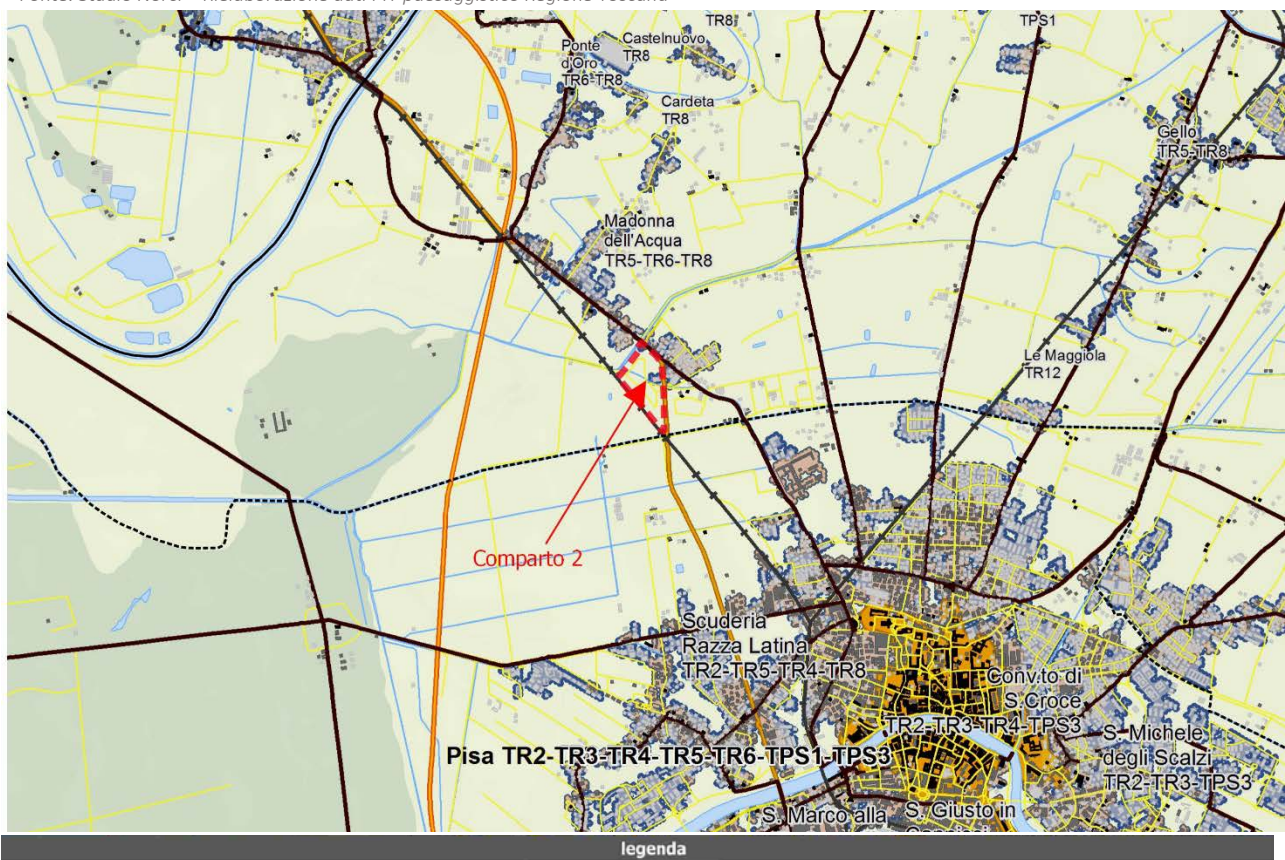 TR8
TPS1
Ponte
d'Oro
TR6-TR8
Castelnuovo
TR8
Cardeta
TR8
Gello
TR5-TR8
Madonna
dell'Acqua
TR5-TR6-TR8
Le Maggiola
TR12
Comparto 2
Scuderia
Razza Latina
TR2-TR5-TR4-TR8
Conv.to di
S.Croce
TR2-TR3-TR4-TPS3
Pisa TR2-TR3-TR4-TR5-TR6-TPS1-TPS3
S. Michele
degli Scalzi
TR2-TR3-TPS3
S. Marco alla
S. Giusto in
legenda